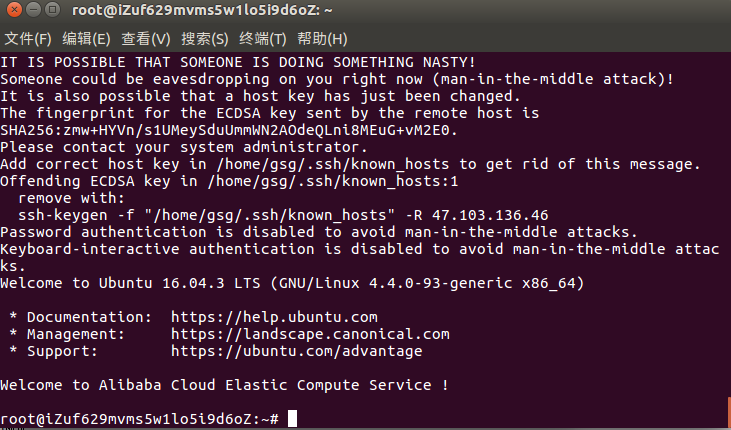 root@iZuf629mvms5w1lo5i9d6oZ: ~
文件(F) 编辑(E) 查看(V) 搜索(S) 终端(T) 帮助(H)
IT IS POSSIBLE THAT SOMEONE IS DOING SOMETHING NASTY!
Someone could be eavesdropping on you right now (man-in-the-middle attack)!
It is also possible that a host key has just been changed.
The fingerprint for the ECDSA key sent by the remote host is
SHA256:zmw+HYVn/s1UMeySduUmmWN2AOdeQLni8MEuG+vM2E0.
Please contact your system administrator.
Add correct host key in /home/gsg/.ssh/known_hosts to get rid of this message.
Offending ECDSA key in /home/gsg/.ssh/known_hosts:1
  remove with:
  ssh-keygen -f "/home/gsg/.ssh/known_hosts" -R 47.103.136.46
Password authentication is disabled to avoid man-in-the-middle attacks.
Keyboard-interactive authentication is disabled to avoid man-in-the-middle attac
ks.
Welcome to Ubuntu 16.04.3 LTS (GNU/Linux 4.4.0-93-generic x86_64)

 * Documentation:  https://help.ubuntu.com
 * Management:     https://landscape.canonical.com
 * Support:        https://ubuntu.com/advantage

Welcome to Alibaba Cloud Elastic Compute Service !

root@iZuf629mvms5w1lo5i9d6oZ:~#